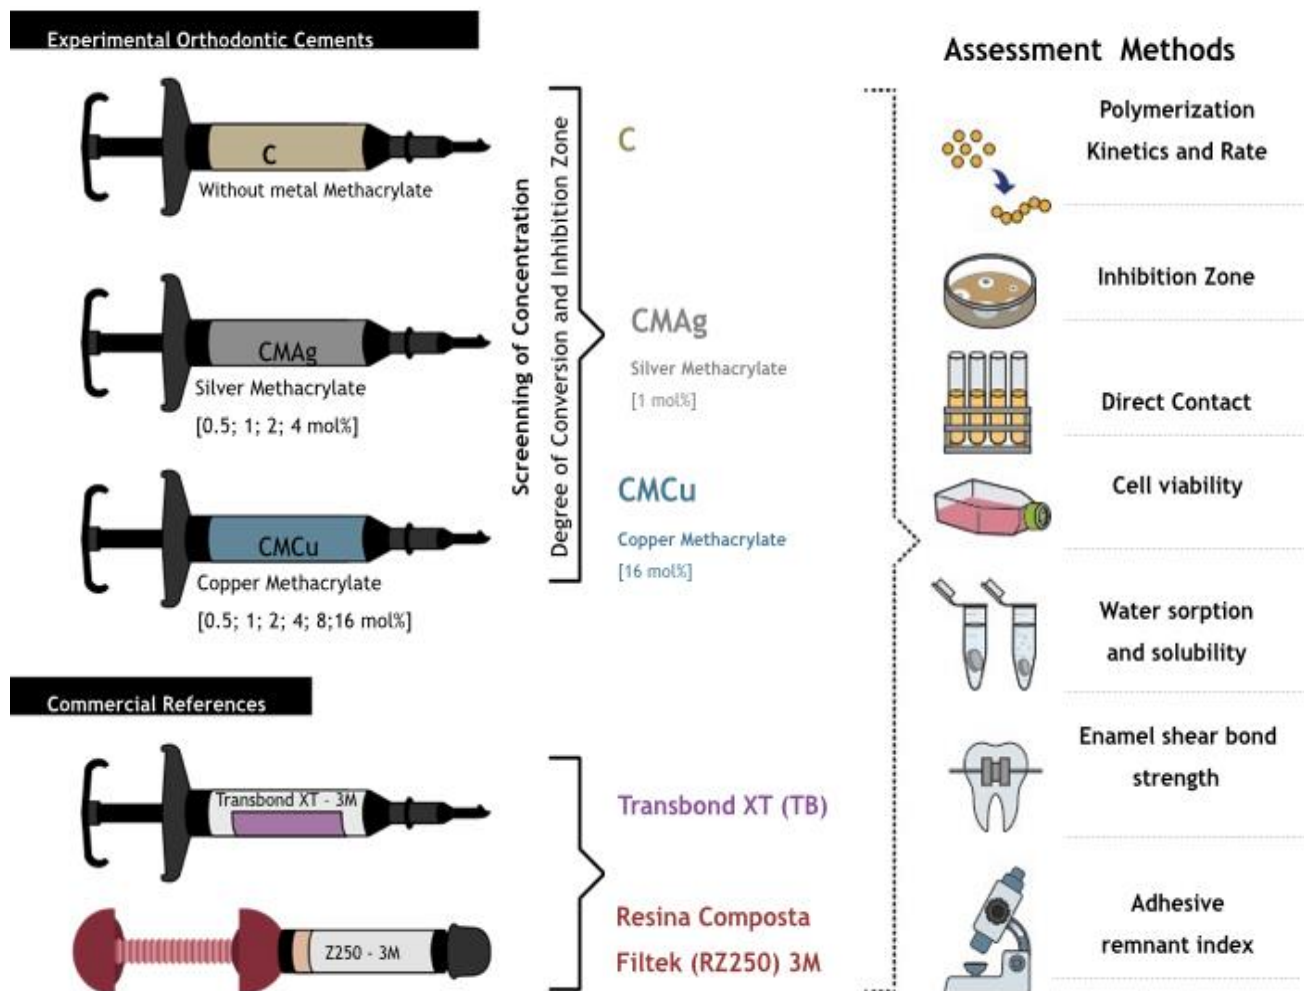 Experimental Orthodontic Cements
C
Without metal Methacrylate
CMAg
Silver Methacrylate
[0.5; 1; 2; 4 mol%]
CMCu
Copper Methacrylate
[0.5; 1; 2; 4; 8;16 mol%]
Screenning of Concentration
Degree of Conversion and Inhibition Zone
C
CMAg
Silver Methacrylate
[1 mol%]
CMCu
Copper Methacrylate
[16 mol%]
Commercial References
Transbond XT - 3M
Z250 - 3M
Transbond XT (TB)
Resina Composta
Filtek (RZ250) 3M
Assessment Methods
Polymerization
Kinetics and Rate
Inhibition Zone
Direct Contact
Cell viability
Water sorption
and solubility
Enamel shear bond
strength
Adhesive
remnant index